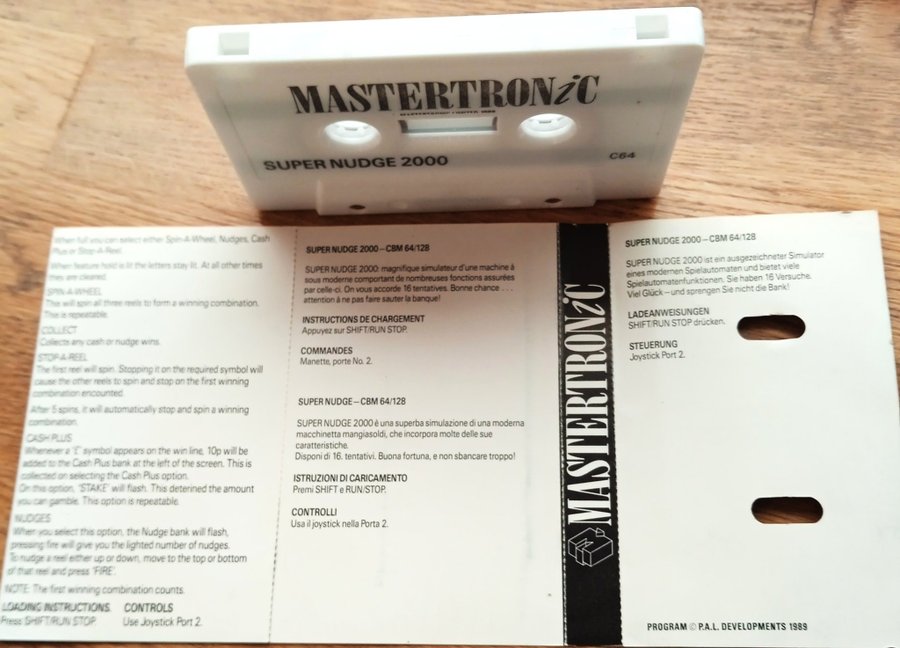 MASTERTRONiC
SUPER NUDGE 2000
C64
When full you can select either Spin-A-Wheel, Nudges, Cash
Plus or Stop-A-Reel.
When feature hold is lit the letters stay lit. At all other times
they are cleared.
SPIN-A-WHEEL
This will spin all three reels to form a winning combination.
This is repeatable.
COLLECT
Collects any cash or nudge wins.
STOP-A-REEL
The first reel will spin. Stopping it on the required symbol will
cause the other reels to spin and stop on the first winning
combination encountered
After 5 spins, it will automatically stop and spin a winning
combination.
CASH PLUS
Whenever a '£' symbol appears on the win line, 10p will be
added to the Cash Plus bank at the left of the screen. This is
collected on selecting the Cash Plus option.
On this option, 'STAKE' will flash. This deterined the amount
you can gamble. This option is repeatable.
NUDGES
When you select this option, the Nudge bank will flash,
pressing fire will give you the lighted number of nudges.
To nudge a reel either up or down, move to the top or bottom
of that reel and press 'FIRE'.
NOTE: The first winning combination counts.
LOADING INSTRUCTIONS
Press SHIFT/RUN STOP
CONTROLS
Use Joystick Port 2.
SUPER NUDGE 2000 – CBM 64/128
SUPER NUDGE 2000: magnifique simulateur d'une machine à
sous moderne comportant de nombreuses fonctions assurées
par celle-ci. On vous accorde 16 tentatives. Bonne chance . . .
attention à ne pas faire sauter la banque!
INSTRUCTIONS DE CHARGEMENT
Appuyez sur SHIFT/RUN STOP.
COMMANDES
Manette, porte No. 2.
SUPER NUDGE – CBM 64/128
SUPER NUDGE 2000 è una superba simulazione di una moderna
macchinetta mangiasoldi, che incorpora molte delle sue
caratteristiche.
Disponi di 16. tentativi. Buona fortuna, e non sbancare troppo!
ISTRUZIONI DI CARICAMENTO
Premi SHIFT e RUN/STOP.
CONTROLLI
Usa il joystick nella Porta 2.
MASTERTRONiC
SUPER NUDGE 2000 – CBM 64/128
SUPER NUDGE 2000 ist ein ausgezeichneter Simulator
eines modernen Spielautomaten und bietet viele
Spielautomatenfunktionen. Sie haben 16 Versuche.
Viel Glück – und sprengen Sie nicht die Bank!
LADEANWEISUNGEN
SHIFT/RUN STOP drücken.
STEUERUNG
Joystick Port 2.
PROGRAM © P.A.L. DEVELOPMENTS 1989